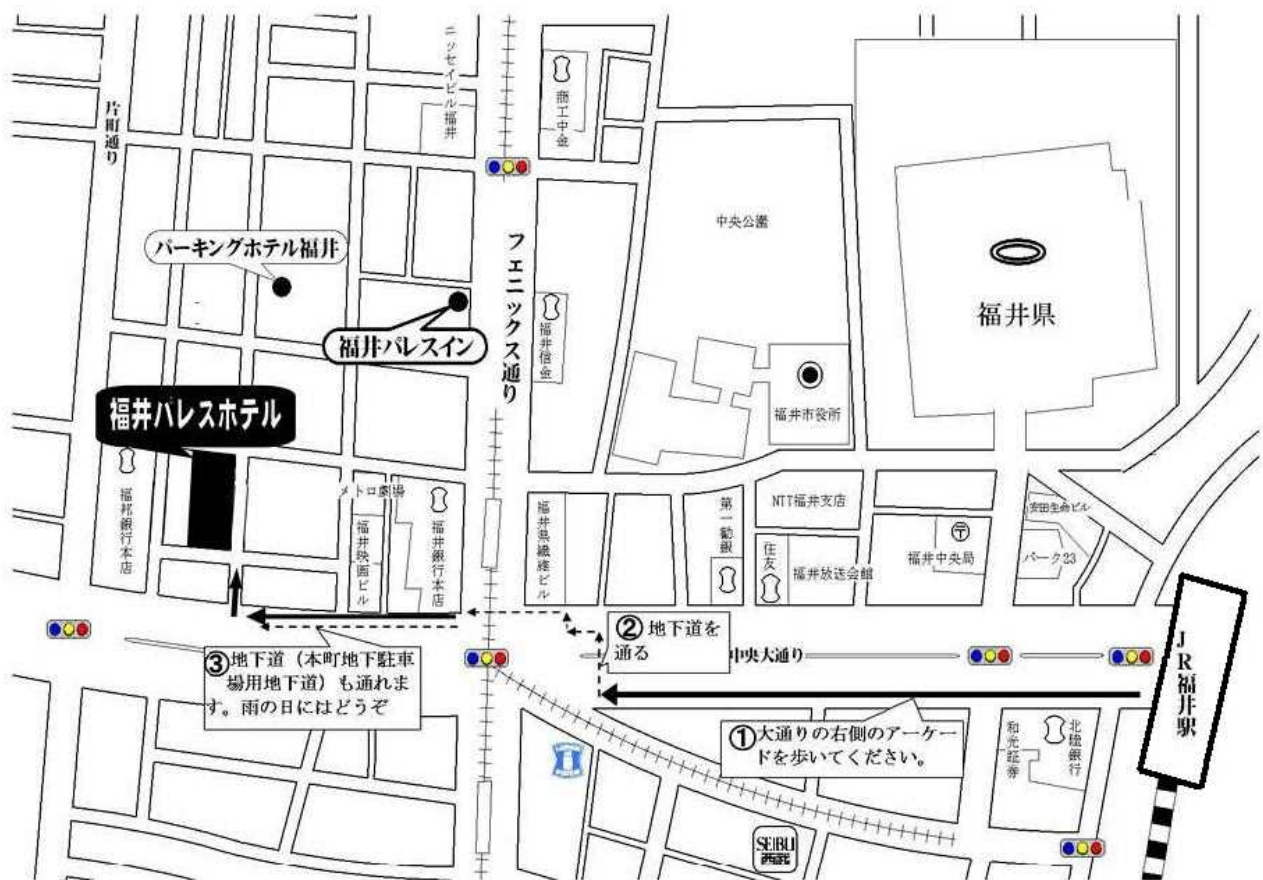 ニッセイビル福井
商工中金
片町通り
中央公園
パーキングホテル福井
フェニックス通り
福井信金
福井県
福井パレスイン
福井市役所
福井パレスホテル
福邦銀行本店
メトロ劇場
福井映画ビル
福井銀行本店
福井県繊維ビル
第一勧銀
NTT福井支店
住友
福井放送会館
〒
福井中央局
安田生命ビル
パーク23
②地下道を
通る
中央大通り
JR福井駅
③地下道(本町地下駐車
場用地下道)も通れま
す。雨の日にはどうぞ
①大通りの右側のアーケー
ドを歩いてください。
和光証券
北陸銀行
SEIBU
西武